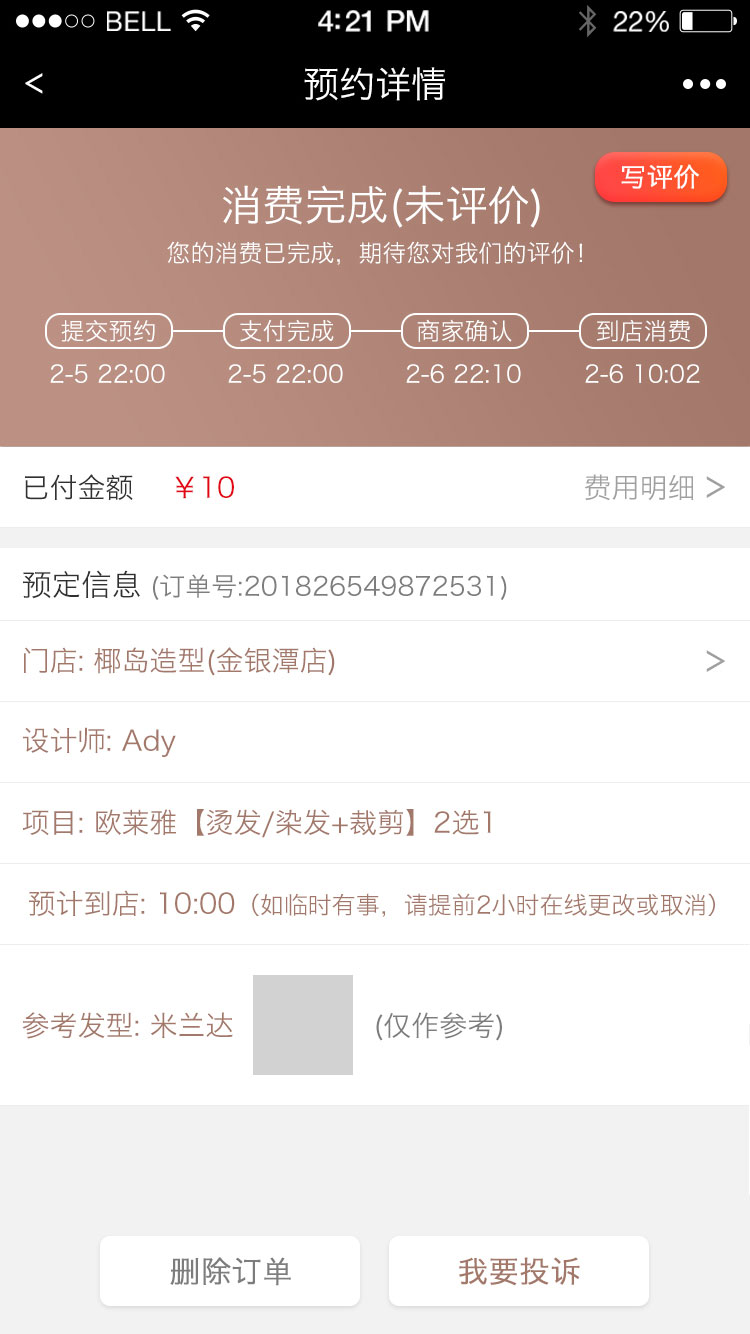 BELL 4:21 PM 22%
< 预约详情
写评价
消费完成(未评价)
您的消费已完成，期待您对我们的评价！
提交预约 支付完成 商家确认 到店消费
2-5 22:00 2-5 22:00 2-6 22:10 2-6 10:02
已付金额 ￥10 费用明细 >
预定信息 (订单号:201826549872531)
门店: 椰岛造型(金银潭店) >
设计师: Ady
项目: 欧莱雅【烫发/染发+裁剪】2选1
预计到店: 10:00（如临时有事，请提前2小时在线更改或取消）
参考发型: 米兰达 (仅作参考)
删除订单 我要投诉